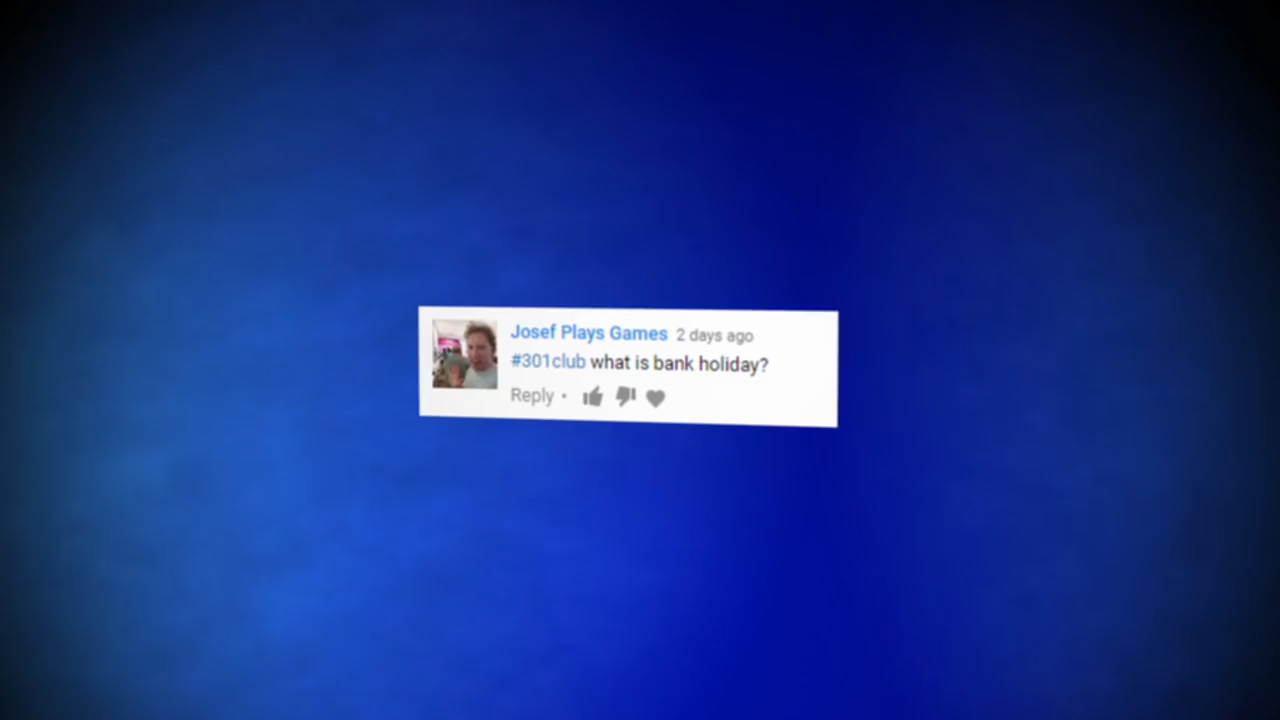 Josef Plays Games 2 days ago
#301club what is bank holiday?
Reply •